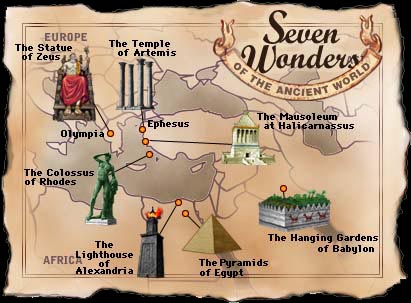 Seven
Wonders
OF THE ANCIENT WORLD
EUROPE
The Statue
of Zeus
The Temple
of Artemis
Olympia
Ephesus
The Mausoleum
at Halicarnassus
The Colossus
of Rhodes
The
Lighthouse
of
Alexandria
The Pyramids
of Egypt
The Hanging Gardens
of Babylon
AFRICA